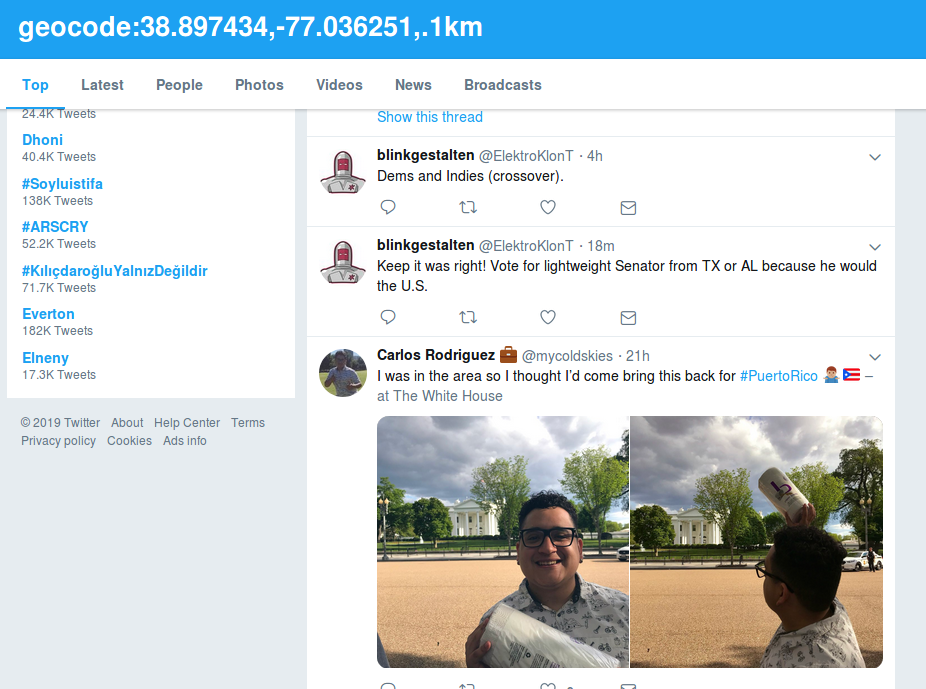 geocode:38.897434,-77.036251,.1km
Top Latest People Photos Videos News Broadcasts
24.4K Tweets
Dhoni
40.4K Tweets
#Soyluistifa
138K Tweets
#ARSCRY
52.2K Tweets
#KılıçdaroğluYalnızDeğildir
71.7K Tweets
Everton
182K Tweets
Elneny
17.3K Tweets
© 2019 Twitter About Help Center Terms
Privacy policy Cookies Ads info
Show this thread
blinkgestalten @ElektroKlonT · 4h
Dems and Indies (crossover).
blinkgestalten @ElektroKlonT · 18m
Keep it was right! Vote for lightweight Senator from TX or AL because he would
the U.S.
Carlos Rodriguez 💼 @mycoldskies · 21h
I was in the area so I thought I'd come bring this back for #PuertoRico 🤷🏽‍♂️ 🇵🇷 –
at The White House